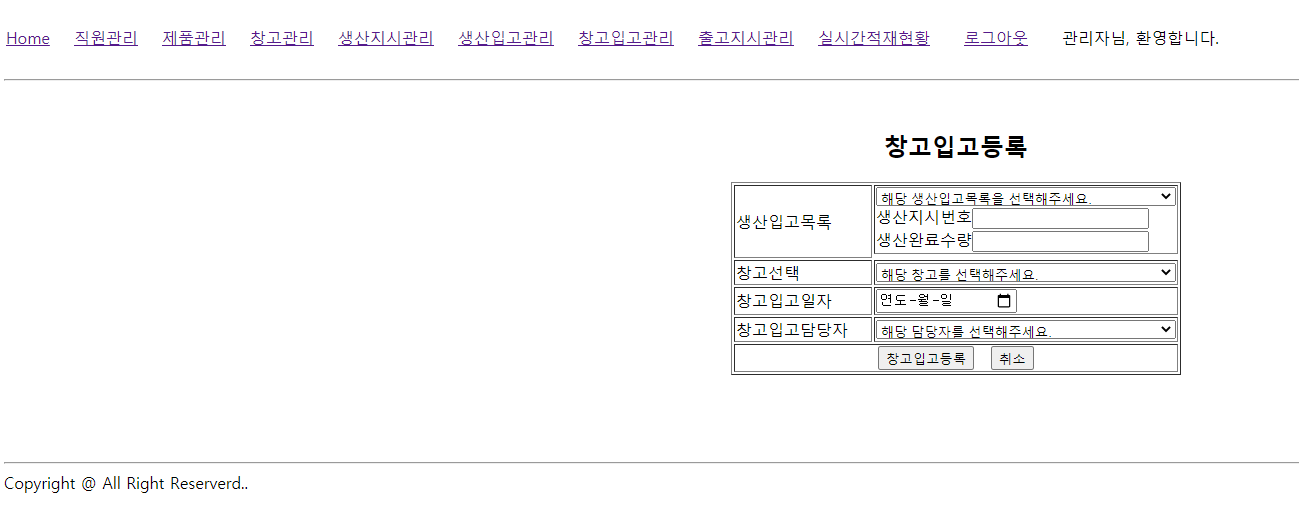 Home 직원관리 제품관리 창고관리 생산지시관리 생산입고관리 창고입고관리 출고지시관리 실시간적재현황 로그아웃 관리자님, 환영합니다.
창고입고등록
생산입고목록 해당 생산입고목록을 선택해주세요.
생산지시번호
생산완료수량
창고선택 해당 창고를 선택해주세요.
창고입고일자 연도-월-일
창고입고담당자 해당 담당자를 선택해주세요.
창고입고등록 취소
Copyright @ All Right Reserverd..